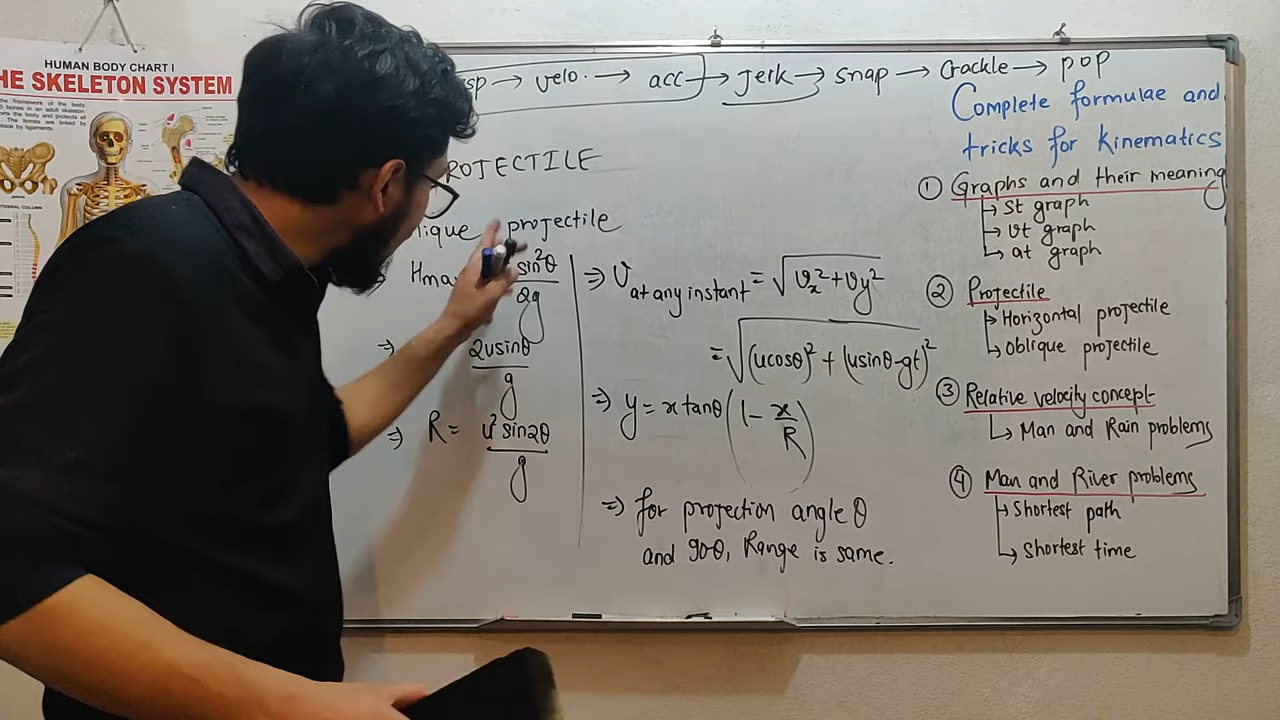 HUMAN BODY CHART I
HE SKELETON SYSTEM
VERTEBRAL COLUMN
sp → velo. → acc → Jerk → snap → Crackle → pop
ROJECTILE
lique projectile
Hma sin²θ
2g
⇒ 2usinθ
g
⇒ R = u² sin2θ
g
⇒ V at any instant = √Vx² + Vy²
= √(ucosθ)² + (usinθ-gt)²
⇒ y = x tanθ (1 - x/R)
⇒ for projection angle θ
and 90-θ, Range is same.
Complete formulae and
tricks for kinematics
① Graphs and their meaning
↳ st graph
↳ vt graph
↳ at graph
② Projectile
↳ Horizontal projectile
↳ Oblique projectile
③ Relative velocity concept
↳ Man and Rain problems
④ Man and River problems
↳ Shortest path
↳ Shortest time